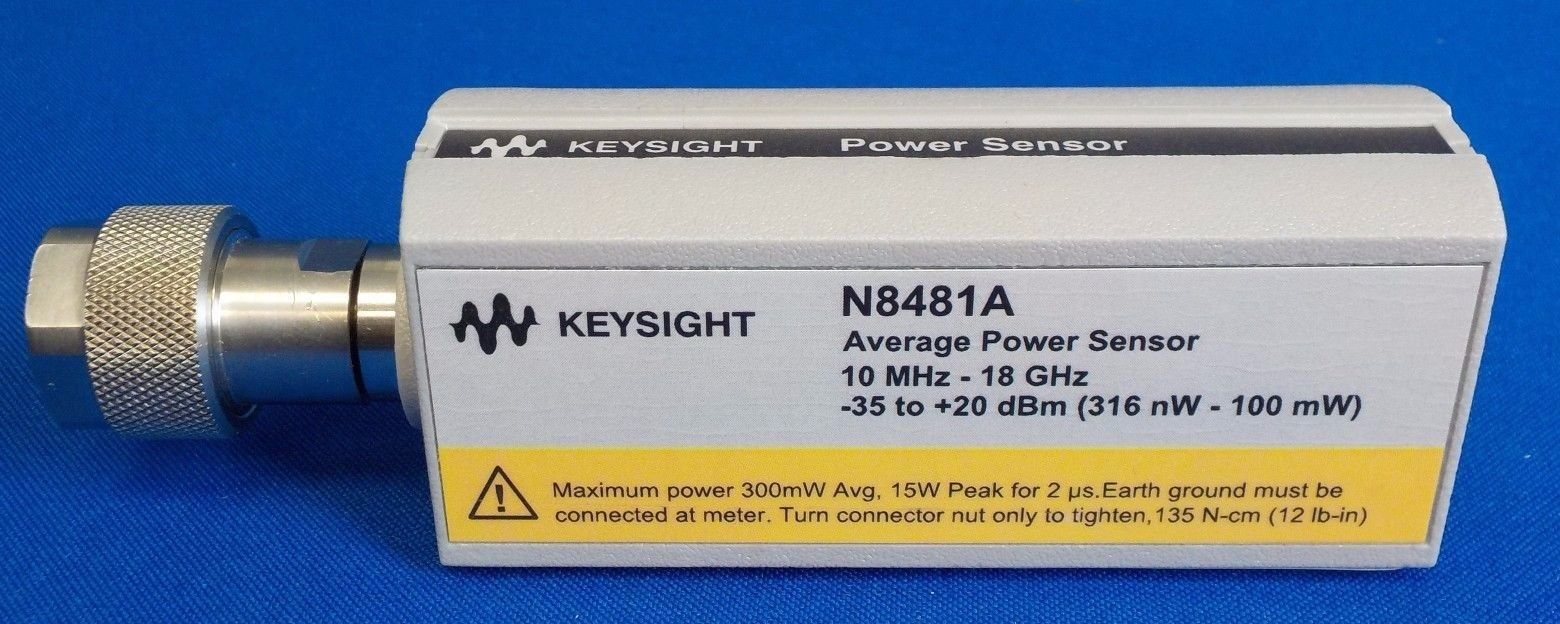 KEYSIGHT Power Sensor
KEYSIGHT
N8481A
Average Power Sensor
10 MHz - 18 GHz
-35 to +20 dBm (316 nW - 100 mW)
Maximum power 300mW Avg, 15W Peak for 2 µs.Earth ground must be
connected at meter. Turn connector nut only to tighten,135 N-cm (12 lb-in)